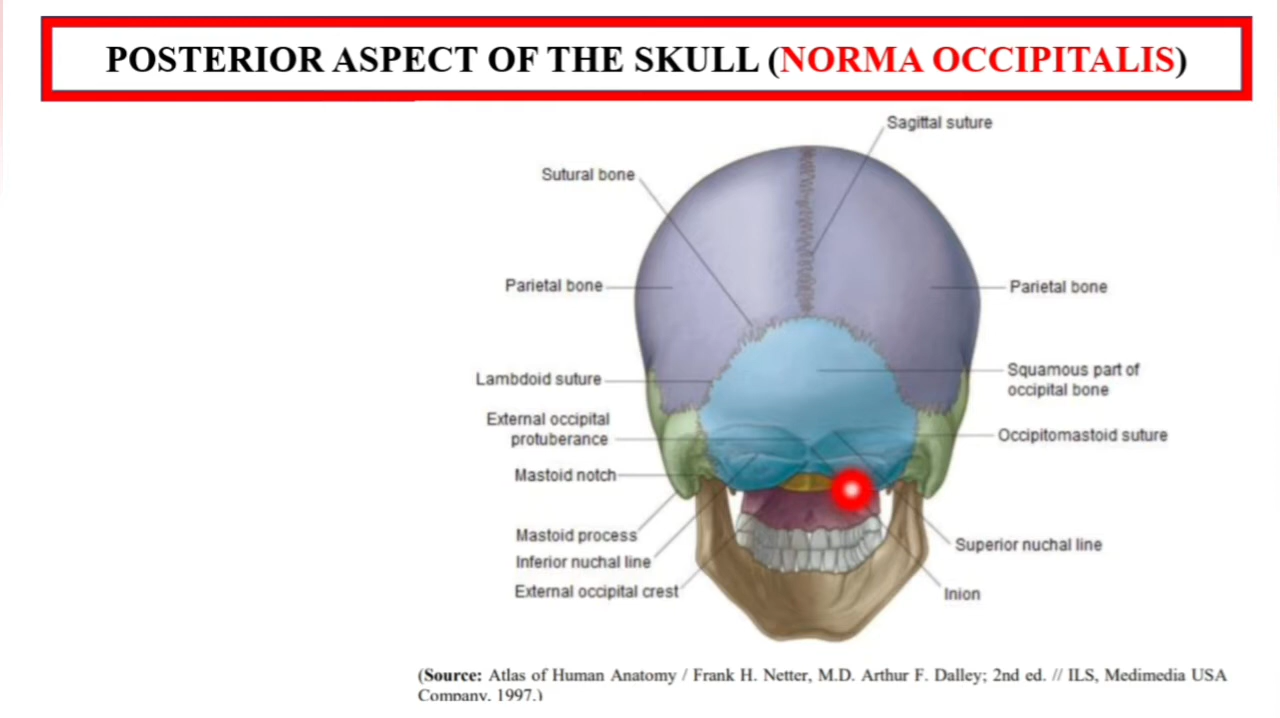 POSTERIOR ASPECT OF THE SKULL (NORMA OCCIPITALIS)
Sagittal suture
Sutural bone
Parietal bone
Parietal bone
Squamous part of
occipital bone
Lambdoid suture
External occipital
protuberance
Occipitomastoid suture
Mastoid notch
Mastoid process
Superior nuchal line
Inferior nuchal line
External occipital crest
Inion
(Source: Atlas of Human Anatomy / Frank H. Netter, M.D. Arthur F. Dalley; 2nd ed. // ILS, Medimedia USA
Company, 1997.)